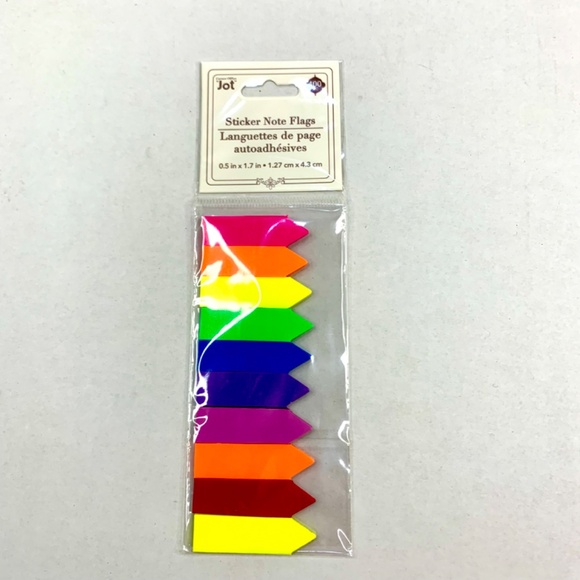 Jot
Sticker Note Flags
Languettes de page
autoadhésives
0.5 in x 1.7 in • 1.27 cm x 4.3 cm